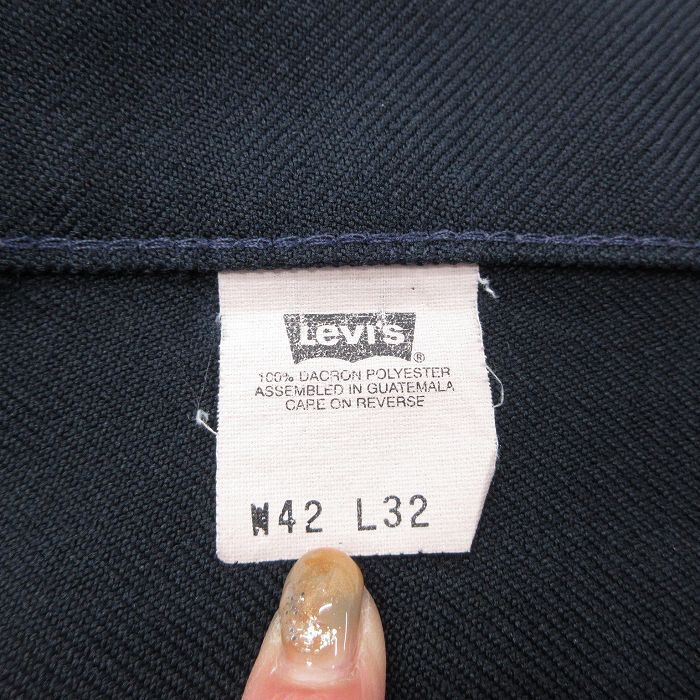 Levi's
®
100% DACRON POLYESTER
ASSEMBLED IN GUATEMALA
CARE ON REVERSE
W42 L32